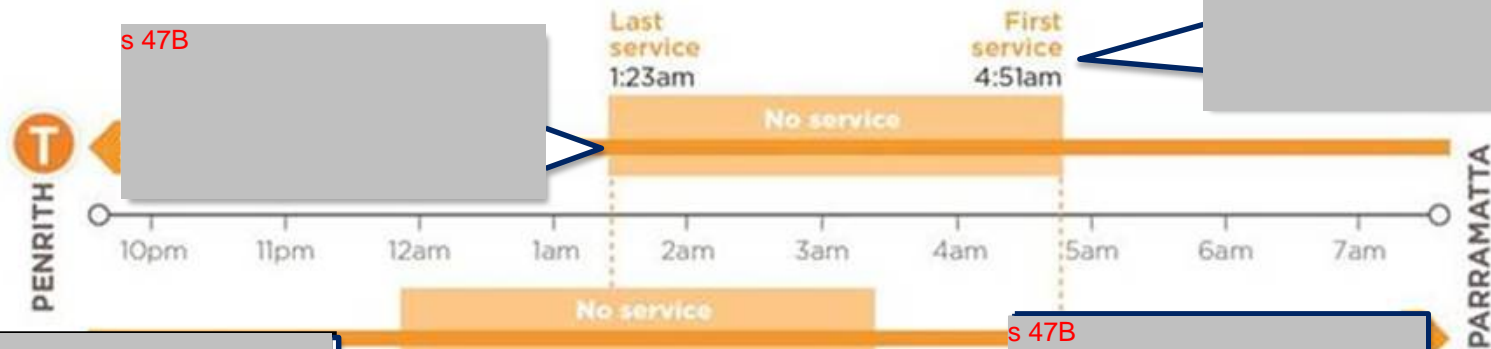 s 47B
Last
service
1:23am
First
service
4:51am
No service
T
PENRITH
PARRAMATTA
10pm 11pm 12am 1am 2am 3am 4am 5am 6am 7am
No service
s 47B